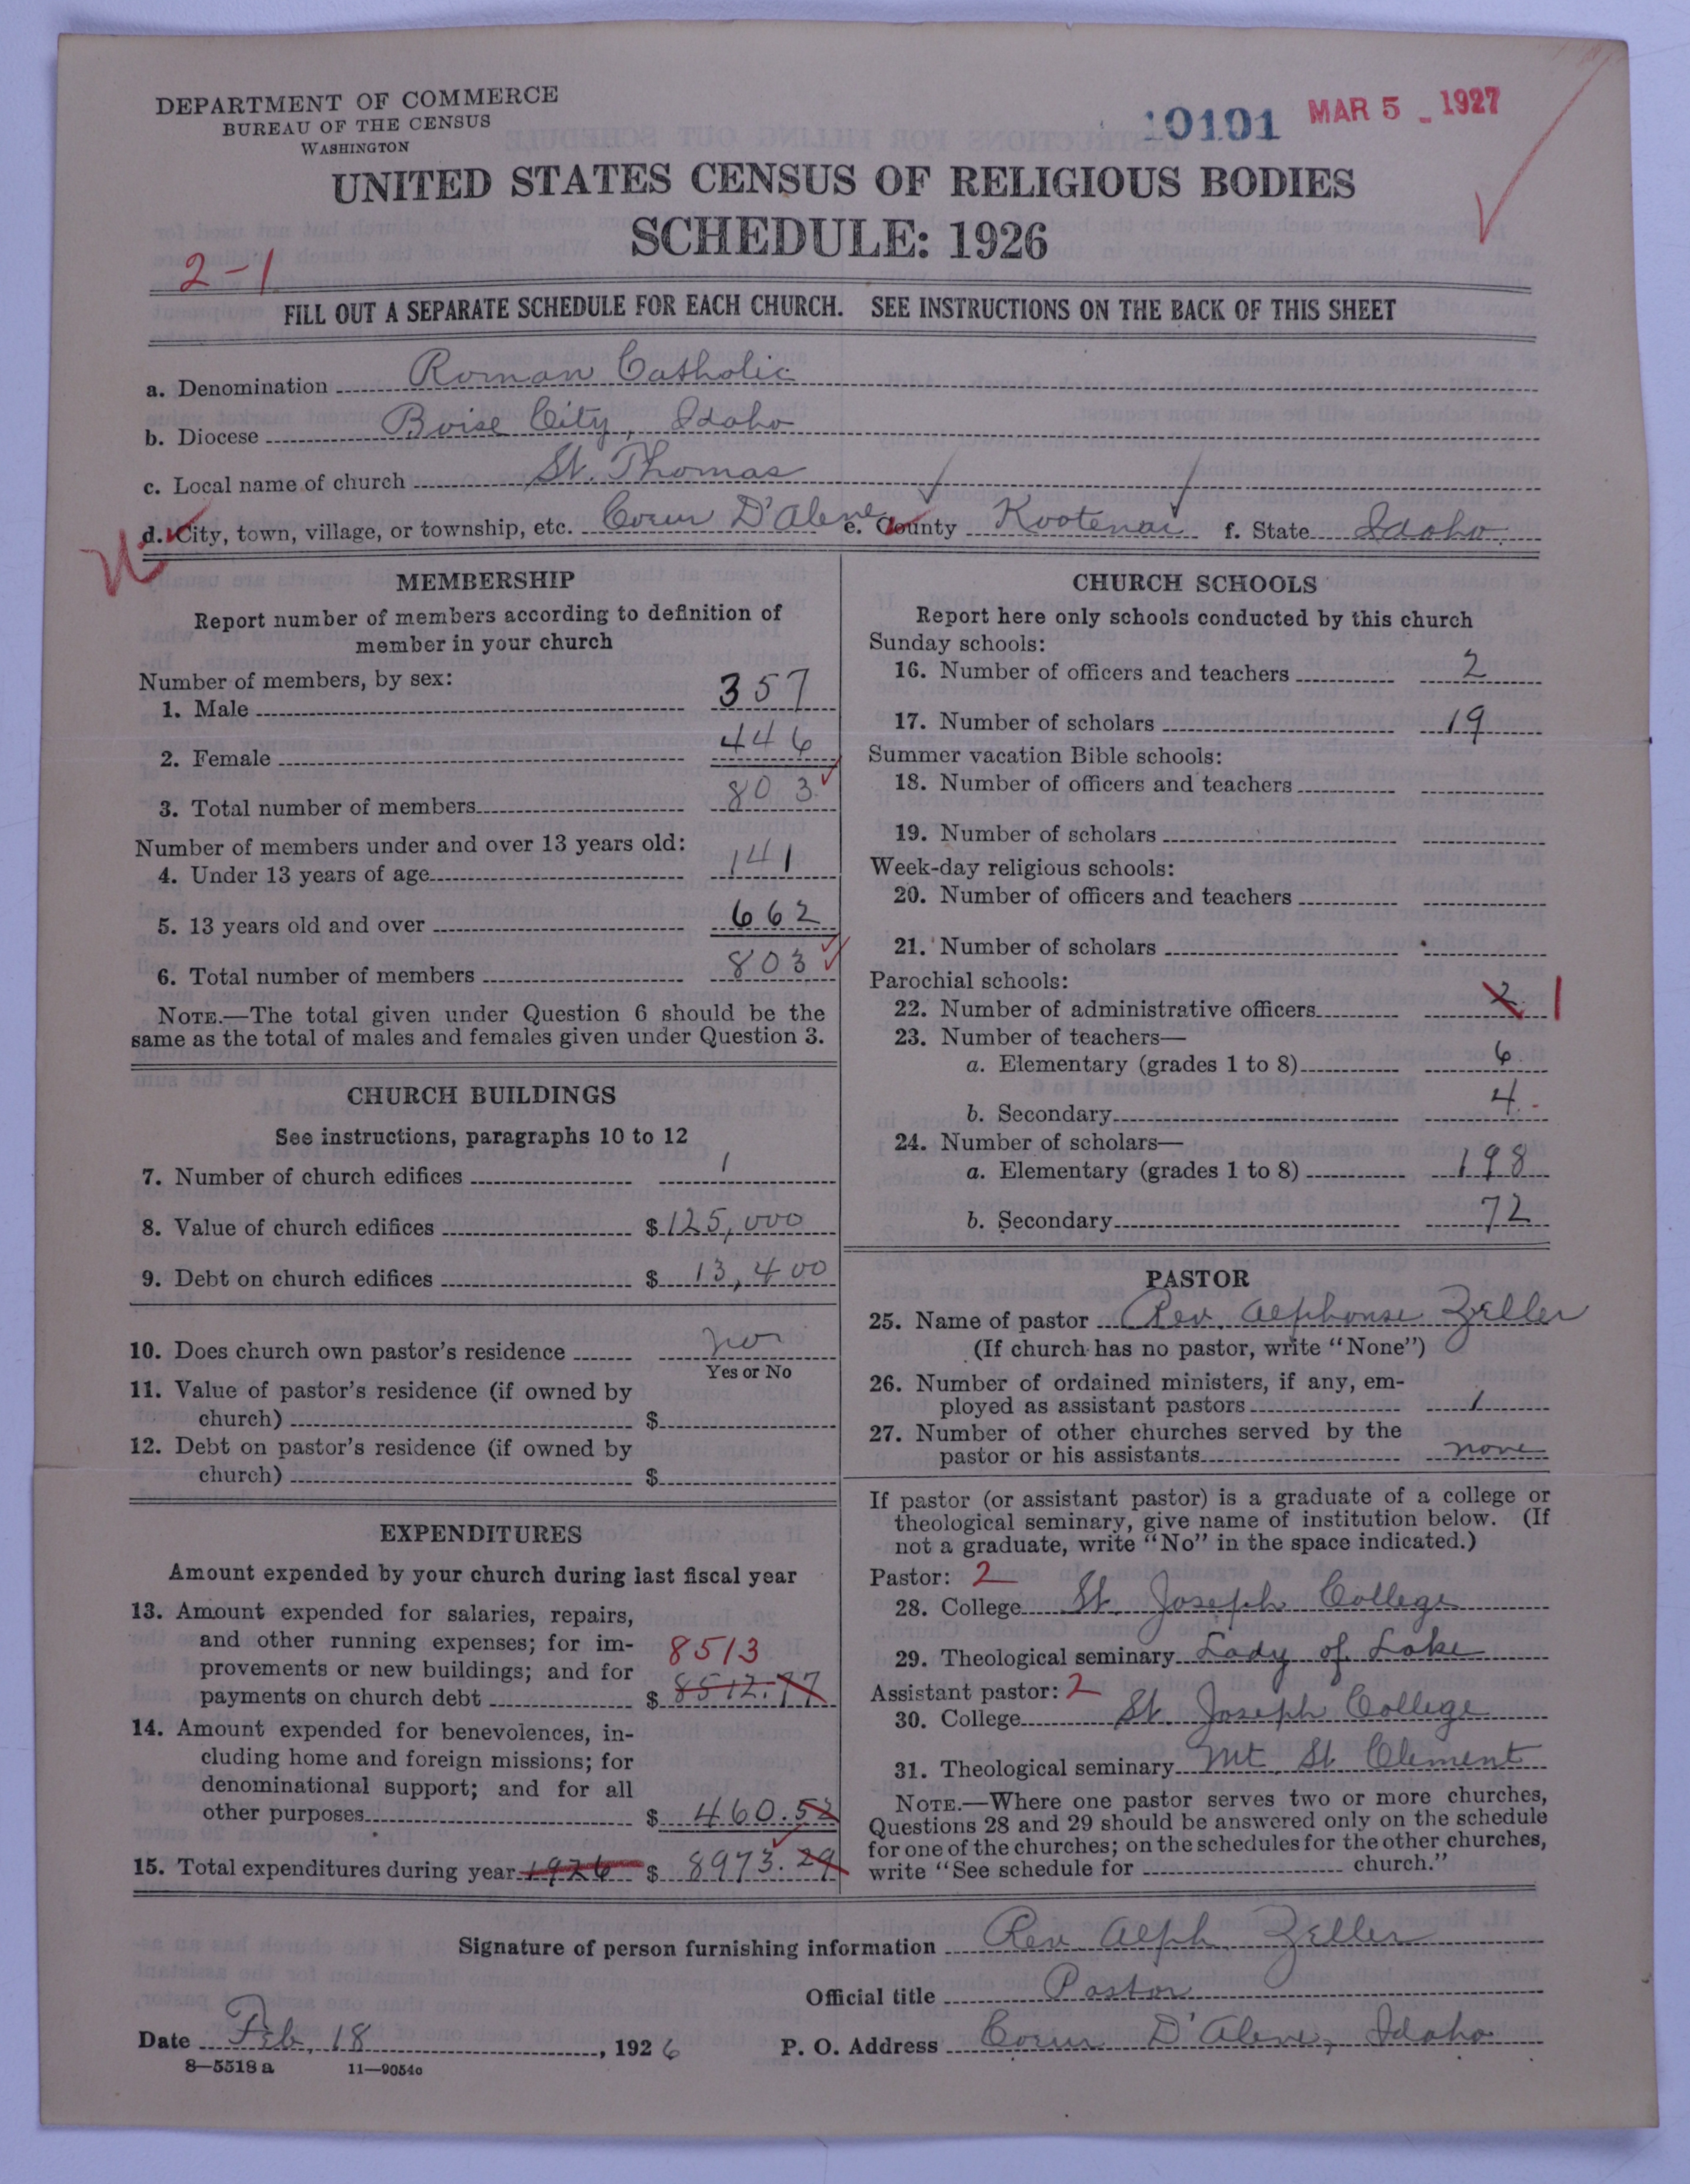 DEPARTMENT OF COMMERCE
BUREAU OF THE CENSUS
WASHINGTON
10101 MAR 5 1927
UNITED STATES CENSUS OF RELIGIOUS BODIES
SCHEDULE: 1926
2-1
FILL OUT A SEPARATE SCHEDULE FOR EACH CHURCH. SEE INSTRUCTIONS ON THE BACK OF THIS SHEET
a. Denomination Roman Catholic
b. Diocese Boise City, Idaho
c. Local name of church St. Thomas
d. City, town, village, or township, etc. Coeur D'Alene e. County Kootenai f. State Idaho.
MEMBERSHIP
Report number of members according to definition of
member in your church
Number of members, by sex:
1. Male 357
2. Female 446
3. Total number of members 803
Number of members under and over 13 years old:
4. Under 13 years of age 141
5. 13 years old and over 662
6. Total number of members 803
NOTE.—The total given under Question 6 should be the
same as the total of males and females given under Question 3.
CHURCH BUILDINGS
See instructions, paragraphs 10 to 12
7. Number of church edifices 1
8. Value of church edifices $125,000
9. Debt on church edifices $13,400
10. Does church own pastor's residence no
Yes or No
11. Value of pastor's residence (if owned by
church) $
12. Debt on pastor's residence (if owned by
church) $
EXPENDITURES
Amount expended by your church during last fiscal year
13. Amount expended for salaries, repairs,
and other running expenses; for im-
provements or new buildings; and for 8513
payments on church debt $8512.77
14. Amount expended for benevolences, in-
cluding home and foreign missions; for
denominational support; and for all
other purposes $460.52
15. Total expenditures during year 1926 $8973.29
CHURCH SCHOOLS
Report here only schools conducted by this church
Sunday schools:
16. Number of officers and teachers 2
17. Number of scholars 19
Summer vacation Bible schools:
18. Number of officers and teachers
19. Number of scholars
Week-day religious schools:
20. Number of officers and teachers
21. Number of scholars
Parochial schools:
22. Number of administrative officers 2 1
23. Number of teachers—
a. Elementary (grades 1 to 8) 6
b. Secondary 4
24. Number of scholars—
a. Elementary (grades 1 to 8) 198
b. Secondary 72
PASTOR
25. Name of pastor Rev. Alphonse Zeller
(If church has no pastor, write "None")
26. Number of ordained ministers, if any, em-
ployed as assistant pastors 1
27. Number of other churches served by the
pastor or his assistants none
If pastor (or assistant pastor) is a graduate of a college or
theological seminary, give name of institution below. (If
not a graduate, write "No" in the space indicated.)
Pastor: 2
28. College St. Joseph College
29. Theological seminary Lady of Lake
Assistant pastor: 2
30. College St. Joseph College
31. Theological seminary Mt. St Clement
NOTE.—Where one pastor serves two or more churches,
Questions 28 and 29 should be answered only on the schedule
for one of the churches; on the schedules for the other churches,
write "See schedule for church."
Signature of person furnishing information Rev Alph. Zeller
Official title Pastor
Date Feb. 18, 1926 P. O. Address Coeur D'Alene, Idaho
8—5518 a 11—9054c